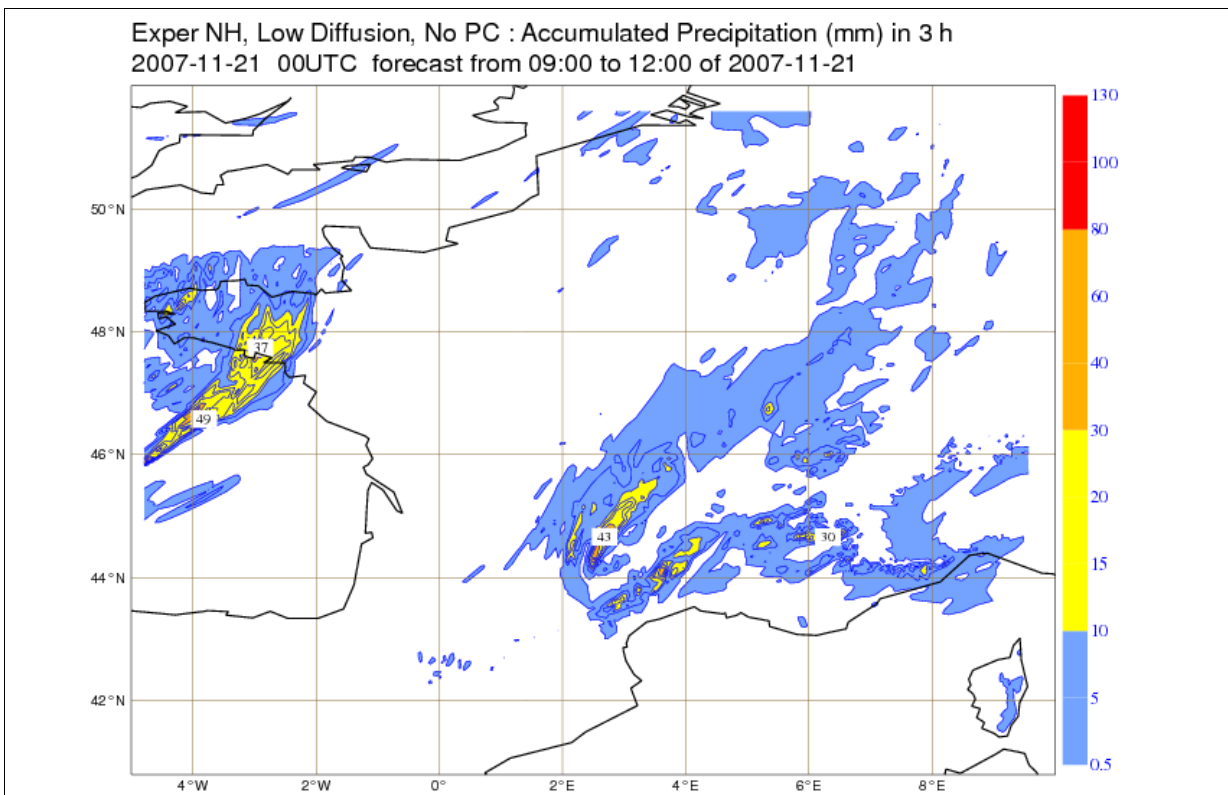 Exper NH, Low Diffusion, No PC : Accumulated Precipitation (mm) in 3 h
2007-11-21 00UTC forecast from 09:00 to 12:00 of 2007-11-21
130
100
80
60
40
30
20
15
10
5
0.5
50°N
48°N
46°N
44°N
42°N
37
49
43
30
4°W
2°W
0°
2°E
4°E
6°E
8°E